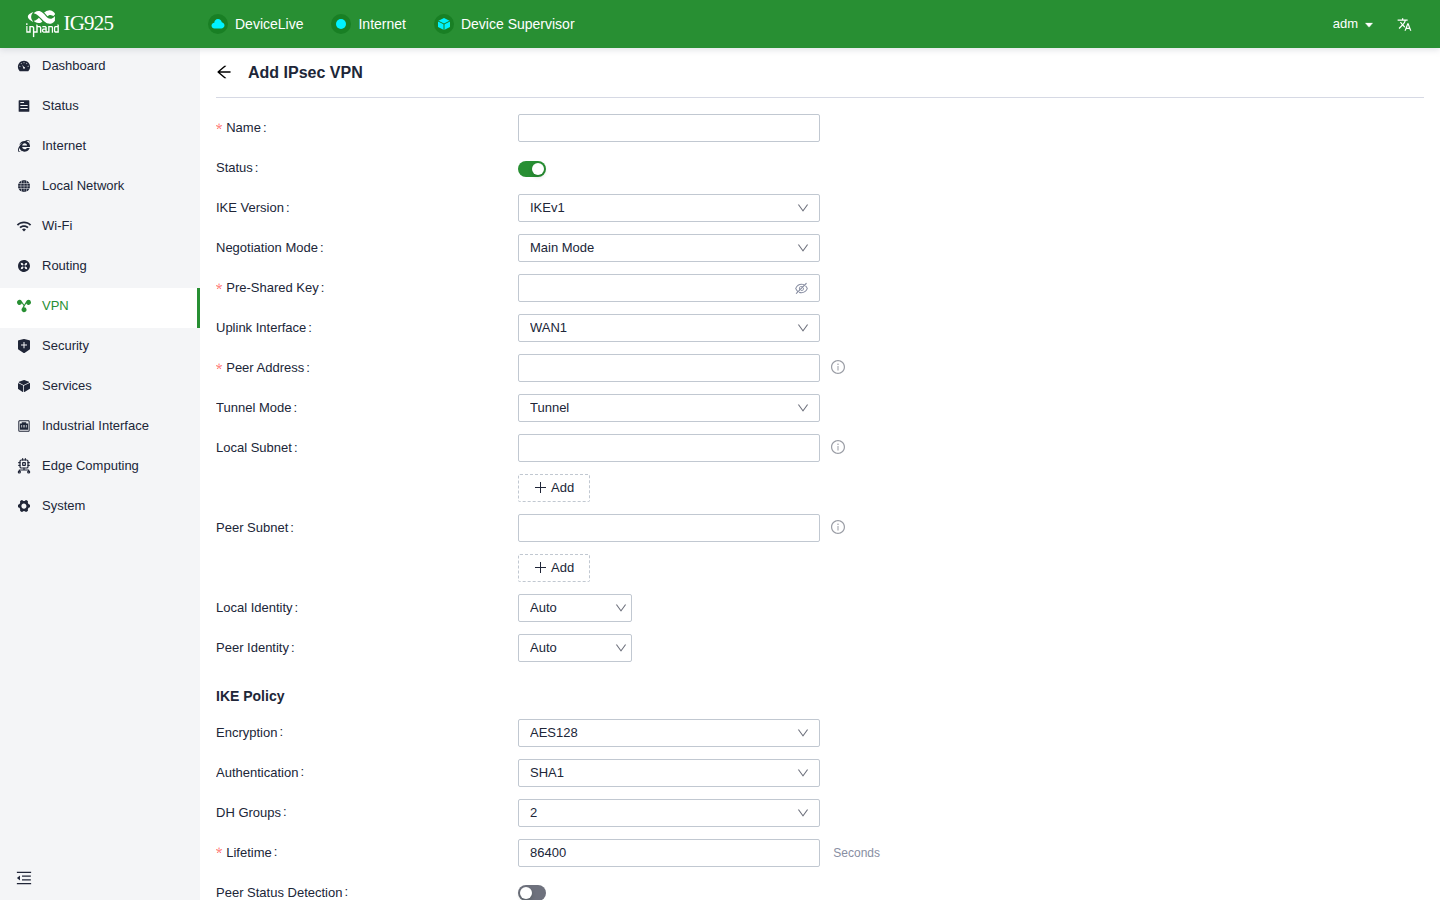 inhand IG925
DeviceLive
Internet
Device Supervisor
adm
Dashboard
Status
Internet
Local Network
Wi-Fi
Routing
VPN
Security
Services
Industrial Interface
Edge Computing
System
Add IPsec VPN
* Name:
Status:
IKE Version: IKEv1
Negotiation Mode: Main Mode
* Pre-Shared Key:
Uplink Interface: WAN1
* Peer Address:
Tunnel Mode: Tunnel
Local Subnet:
+ Add
Peer Subnet:
+ Add
Local Identity: Auto
Peer Identity: Auto
IKE Policy
Encryption: AES128
Authentication: SHA1
DH Groups: 2
* Lifetime: 86400 Seconds
Peer Status Detection: